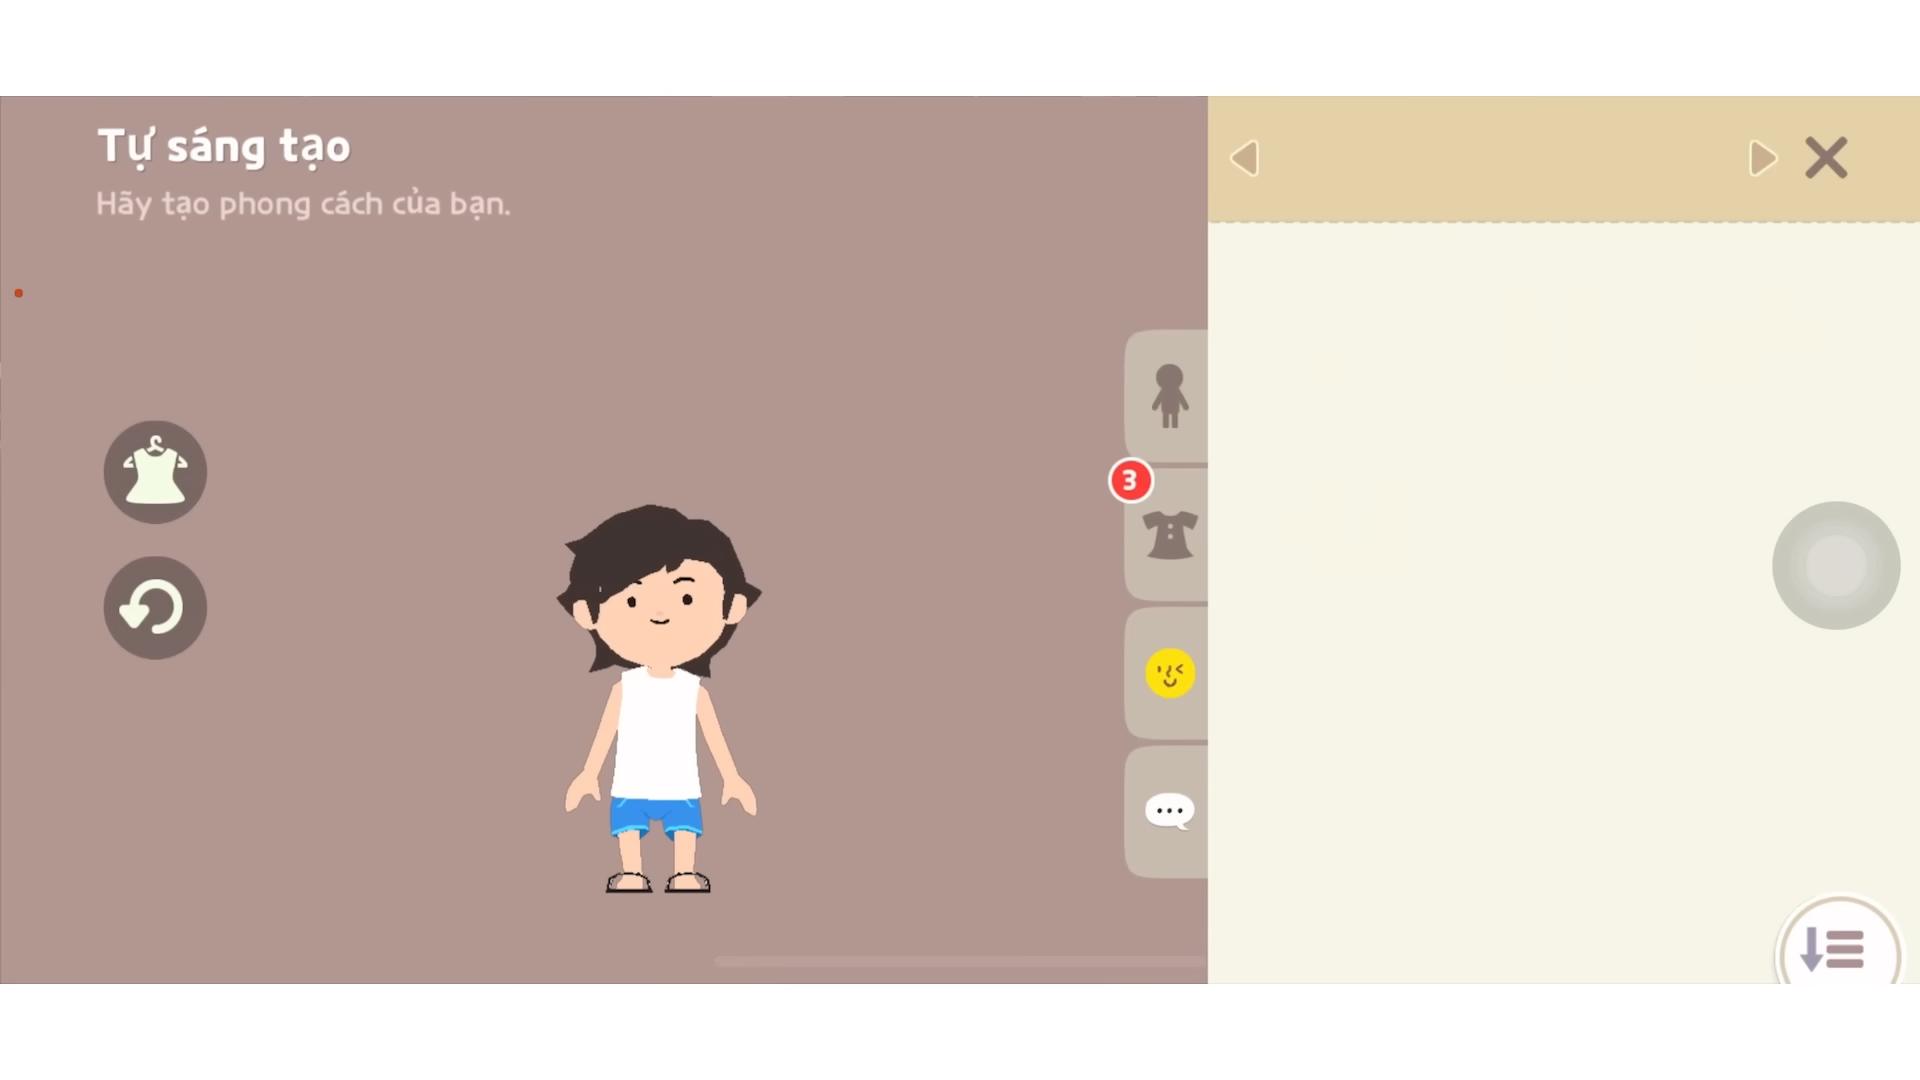 Tự sáng tạo
Hãy tạo phong cách của bạn.
3